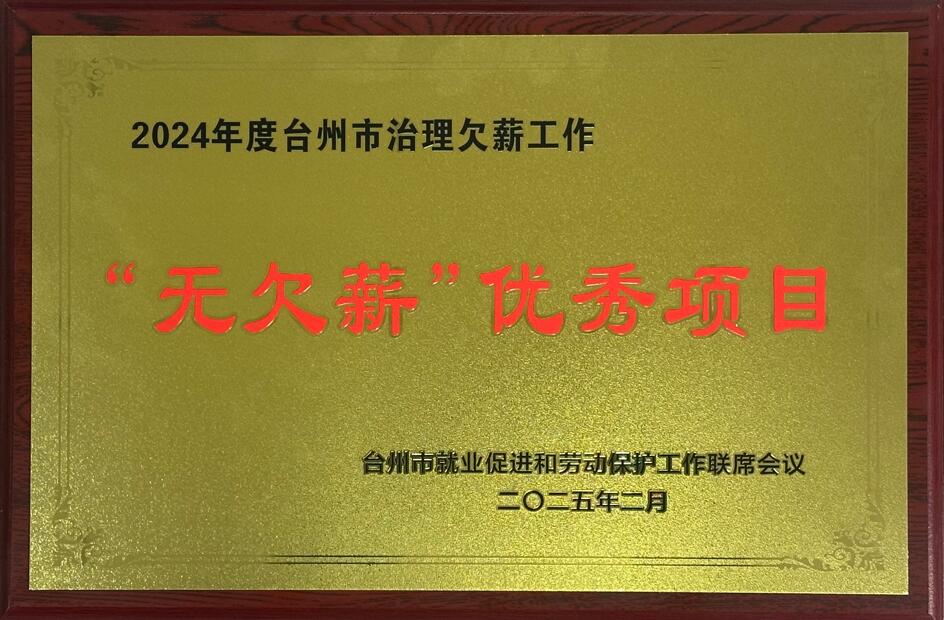 2024年度台州市治理欠薪工作
“无欠薪”优秀项目
台州市就业促进和劳动保护工作联席会议
二〇二五年二月